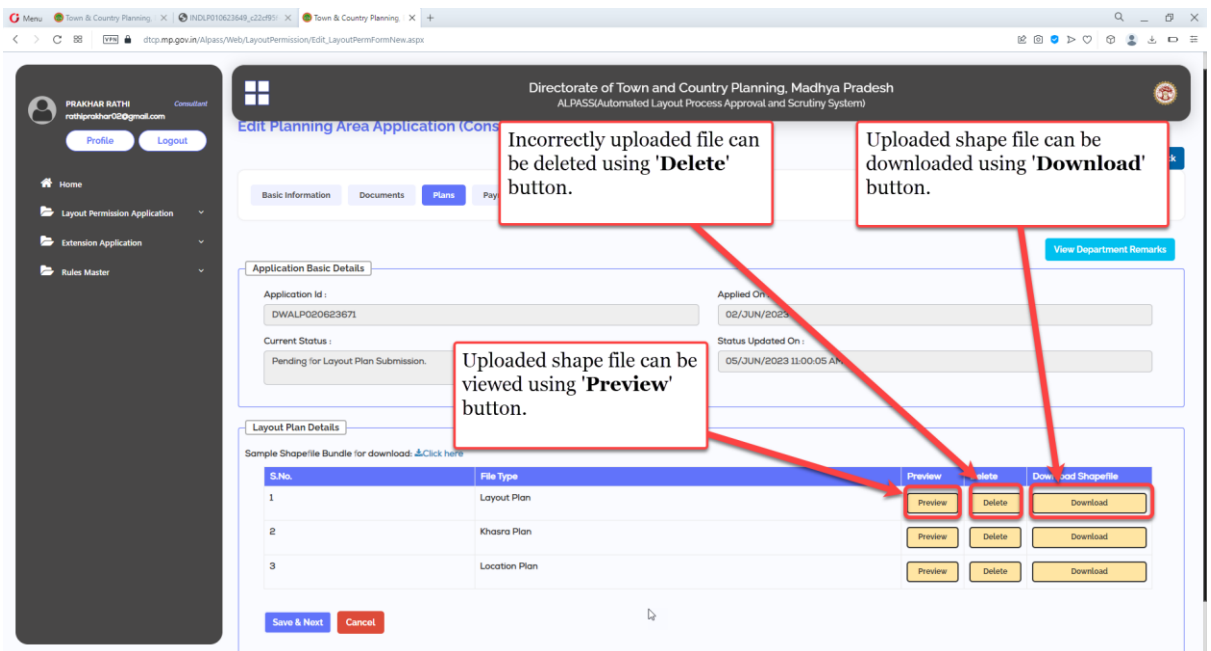 Menu
Town & Country Planning,
INDLP010623649_c22cf95
Town & Country Planning,
VPN
dtcp.mp.gov.in/Alpass/Web/LayoutPermission/Edit_LayoutPermFormNew.aspx
PRAKHAR RATHI
Consultant
rathiprakhar02@gmail.com
Profile
Logout
Home
Layout Permission Application
Extension Application
Rules Master
Directorate of Town and Country Planning, Madhya Pradesh
ALPASS(Automated Layout Process Approval and Scrutiny System)
Edit Planning Area Application (Cons
Incorrectly uploaded file can
be deleted using 'Delete'
button.
Uploaded shape file can be
downloaded using 'Download'
button.
Basic Information
Documents
Plans
Pay
View Department Remarks
Application Basic Details
Application Id :
DWALP020623671
Applied On :
02/JUN/2023
Current Status :
Pending for Layout Plan Submission.
Status Updated On :
05/JUN/2023 11:00:05 AM
Uploaded shape file can be
viewed using 'Preview'
button.
Layout Plan Details
Sample Shapefile Bundle for download: Click here
S.No. File Type Preview Delete Download Shapefile
1 Layout Plan Preview Delete Download
2 Khasra Plan Preview Delete Download
3 Location Plan Preview Delete Download
Save & Next
Cancel